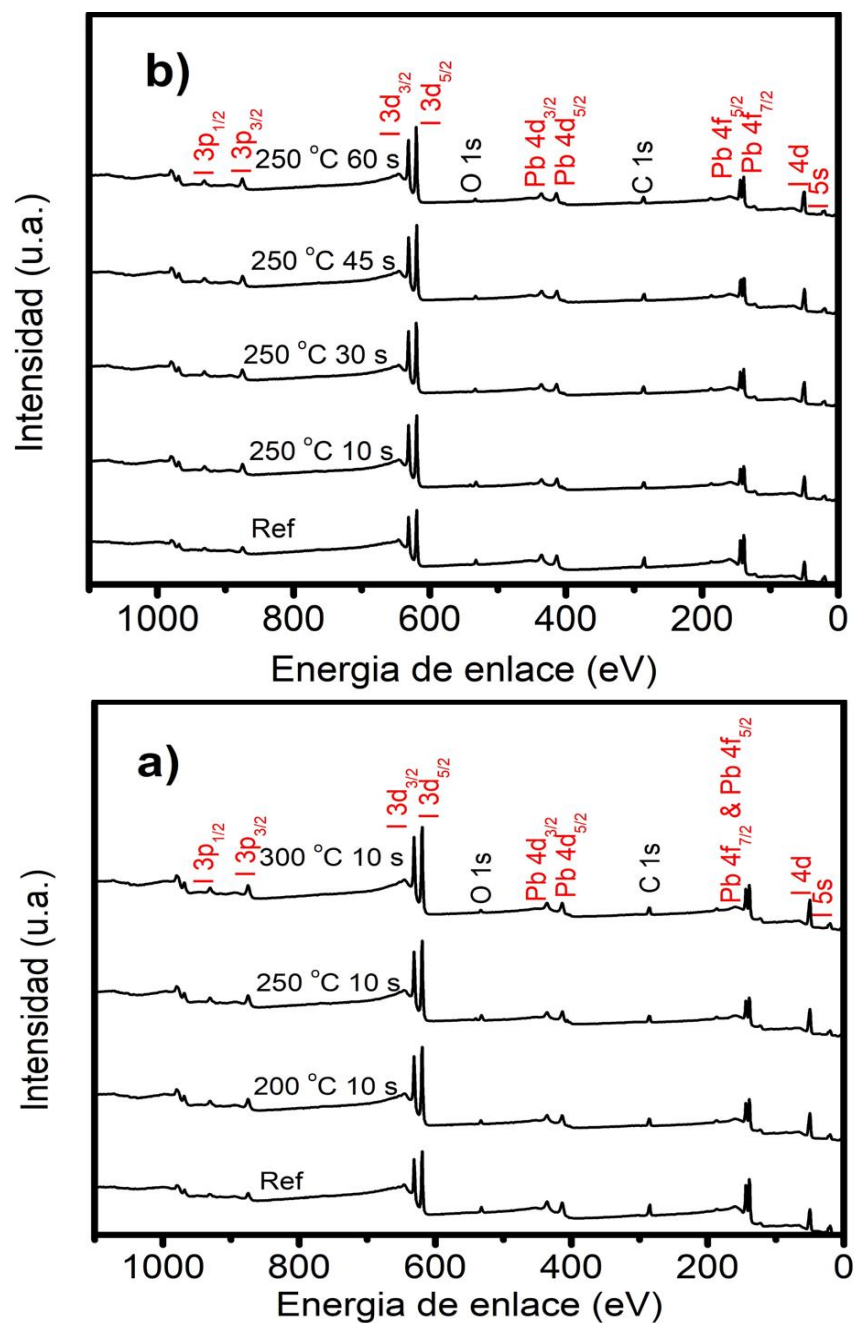 b)
I 3p1/2
I 3p3/2
I 3d3/2
I 3d5/2
O 1s
Pb 4d3/2
Pb 4d5/2
C 1s
Pb 4f5/2
Pb 4f7/2
I 4d
I 5s
250 °C 60 s
250 °C 45 s
250 °C 30 s
250 °C 10 s
Ref
Intensidad (u.a.)
1000 800 600 400 200 0
Energia de enlace (eV)
a)
I 3p1/2
I 3p3/2
I 3d3/2
I 3d5/2
O 1s
Pb 4d3/2
Pb 4d5/2
C 1s
Pb 4f7/2 & Pb 4f5/2
I 4d
I 5s
300 °C 10 s
250 °C 10 s
200 °C 10 s
Ref
Intensidad (u.a.)
1000 800 600 400 200 0
Energia de enlace (eV)